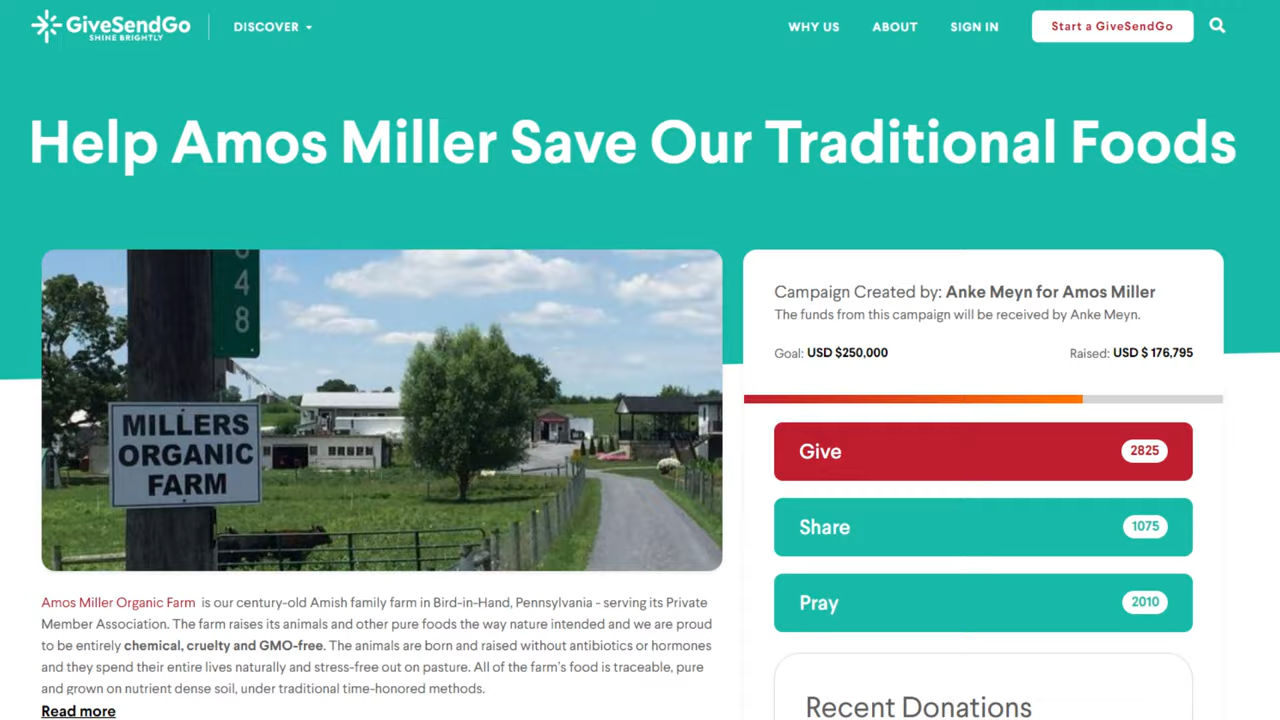 GiveSendGo
SHINE BRIGHTLY
DISCOVER
WHY US
ABOUT
SIGN IN
Start a GiveSendGo
Help Amos Miller Save Our Traditional Foods
4
8
MILLERS
ORGANIC
FARM
Amos Miller Organic Farm is our century-old Amish family farm in Bird-in-Hand, Pennsylvania - serving its Private
Member Association. The farm raises its animals and other pure foods the way nature intended and we are proud
to be entirely chemical, cruelty and GMO-free. The animals are born and raised without antibiotics or hormones
and they spend their entire lives naturally and stress-free out on pasture. All of the farm's food is traceable, pure
and grown on nutrient dense soil, under traditional time-honored methods.
Read more
Campaign Created by: Anke Meyn for Amos Miller
The funds from this campaign will be received by Anke Meyn.
Goal: USD $250,000
Raised: USD $ 176,795
Give 2825
Share 1075
Pray 2010
Recent Donations